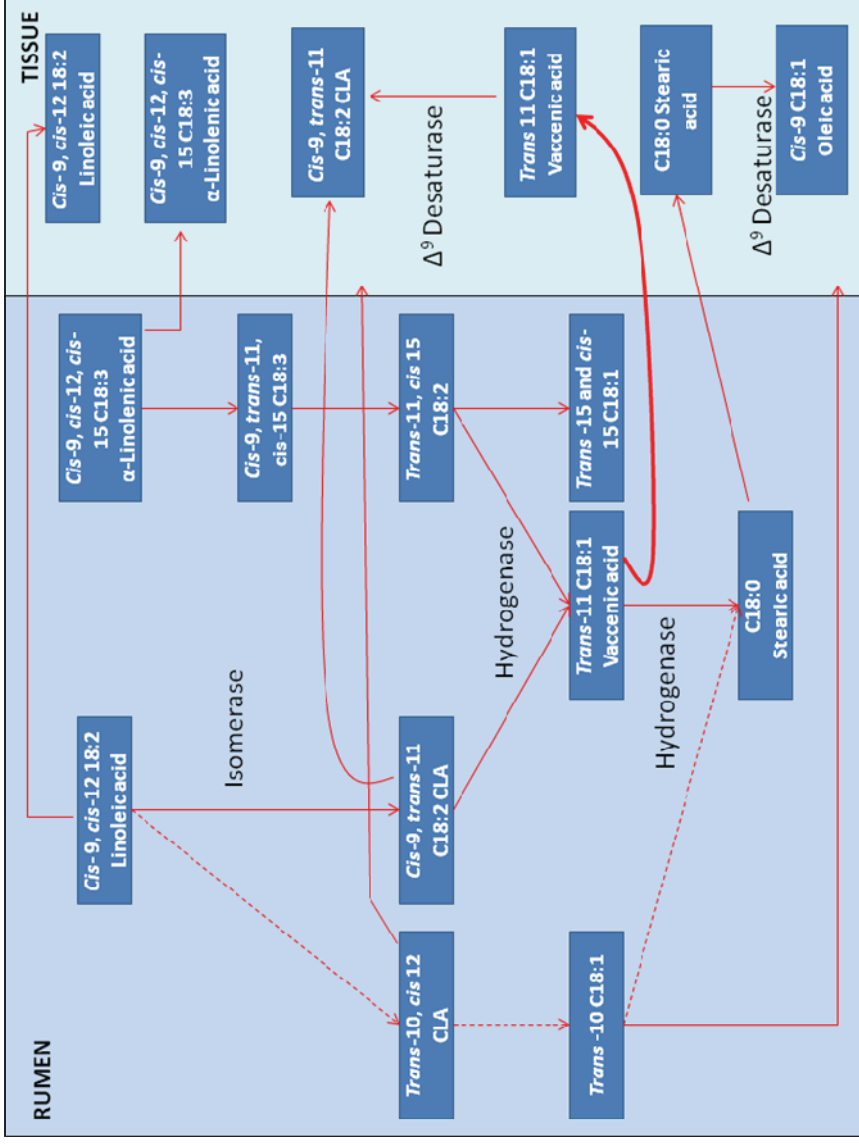 RUMEN
TISSUE
Cis- 9, cis-12 18:2
Linoleic acid
Cis-9, cis-12, cis-
15 C18:3
α-Linolenic acid
Cis- 9, cis-12 18:2
Linoleic acid
Cis-9, cis-12, cis-
15 C18:3
α-Linolenic acid
Isomerase
Cis-9, trans-11,
cis-15 C18:3
Trans-10, cis 12
CLA
Cis-9, trans-11
C18:2 CLA
Trans-11, cis 15
C18:2
Cis-9, trans-11
C18:2 CLA
Δ9 Desaturase
Hydrogenase
Trans -10 C18:1
Trans-11 C18:1
Vaccenic acid
Trans -15 and cis-
15 C18:1
Trans 11 C18:1
Vaccenic acid
Hydrogenase
C18:0
Stearic acid
C18:0 Stearic
acid
Δ9 Desaturase
Cis-9 C18:1
Oleic acid